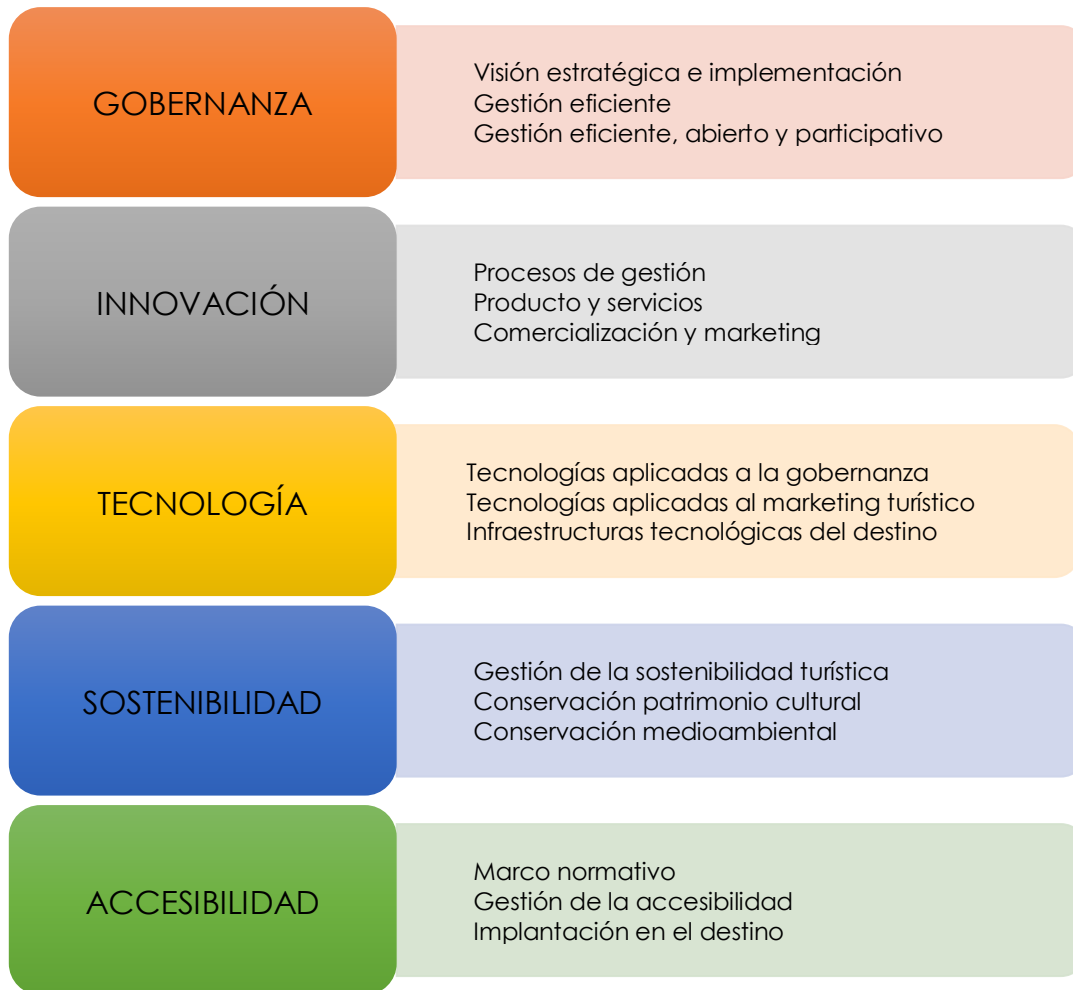 GOBERNANZA
Visión estratégica e implementación
Gestión eficiente
Gestión eficiente, abierto y participativo
INNOVACIÓN
Procesos de gestión
Producto y servicios
Comercialización y marketing
TECNOLOGÍA
Tecnologías aplicadas a la gobernanza
Tecnologías aplicadas al marketing turístico
Infraestructuras tecnológicas del destino
SOSTENIBILIDAD
Gestión de la sostenibilidad turística
Conservación patrimonio cultural
Conservación medioambiental
ACCESIBILIDAD
Marco normativo
Gestión de la accesibilidad
Implantación en el destino